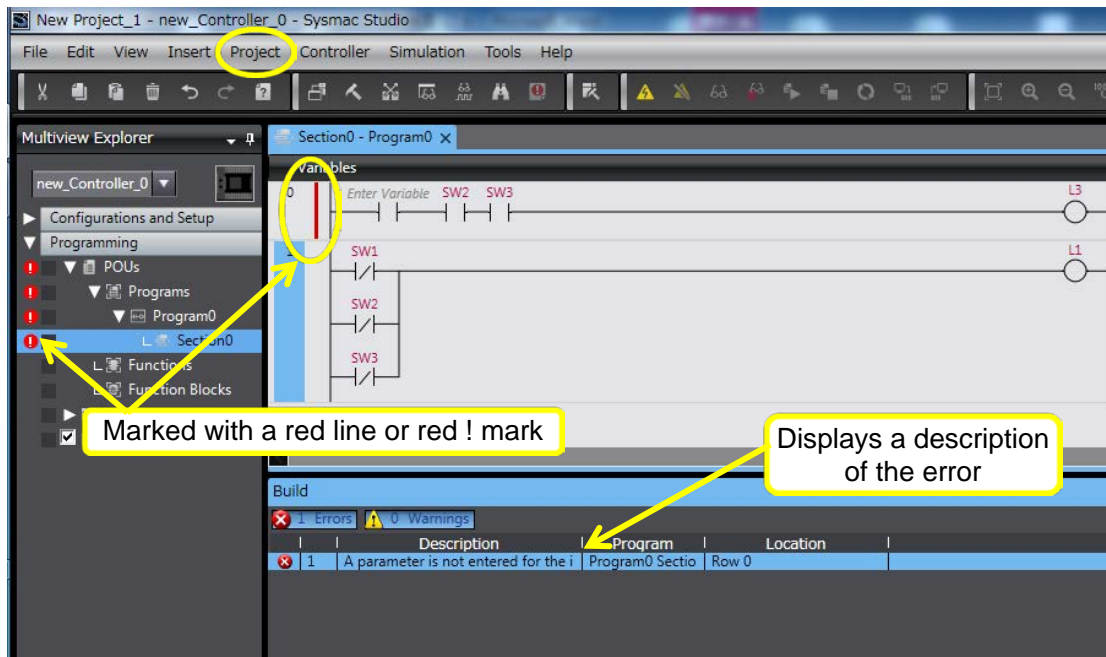 New Project_1 - new_Controller_0 - Sysmac Studio
File Edit View Insert Project Controller Simulation Tools Help
Multiview Explorer
new_Controller_0
Configurations and Setup
Programming
POUs
Programs
Program0
Section0
Functions
Function Blocks
Section0 - Program0
Variables
0
Enter Variable SW2 SW3 L3
1
SW1 L1
SW2
SW3
Marked with a red line or red ! mark
Displays a description
of the error
Build
1 Errors 0 Warnings
Description Program Location
1 A parameter is not entered for the i Program0 Sectio Row 0